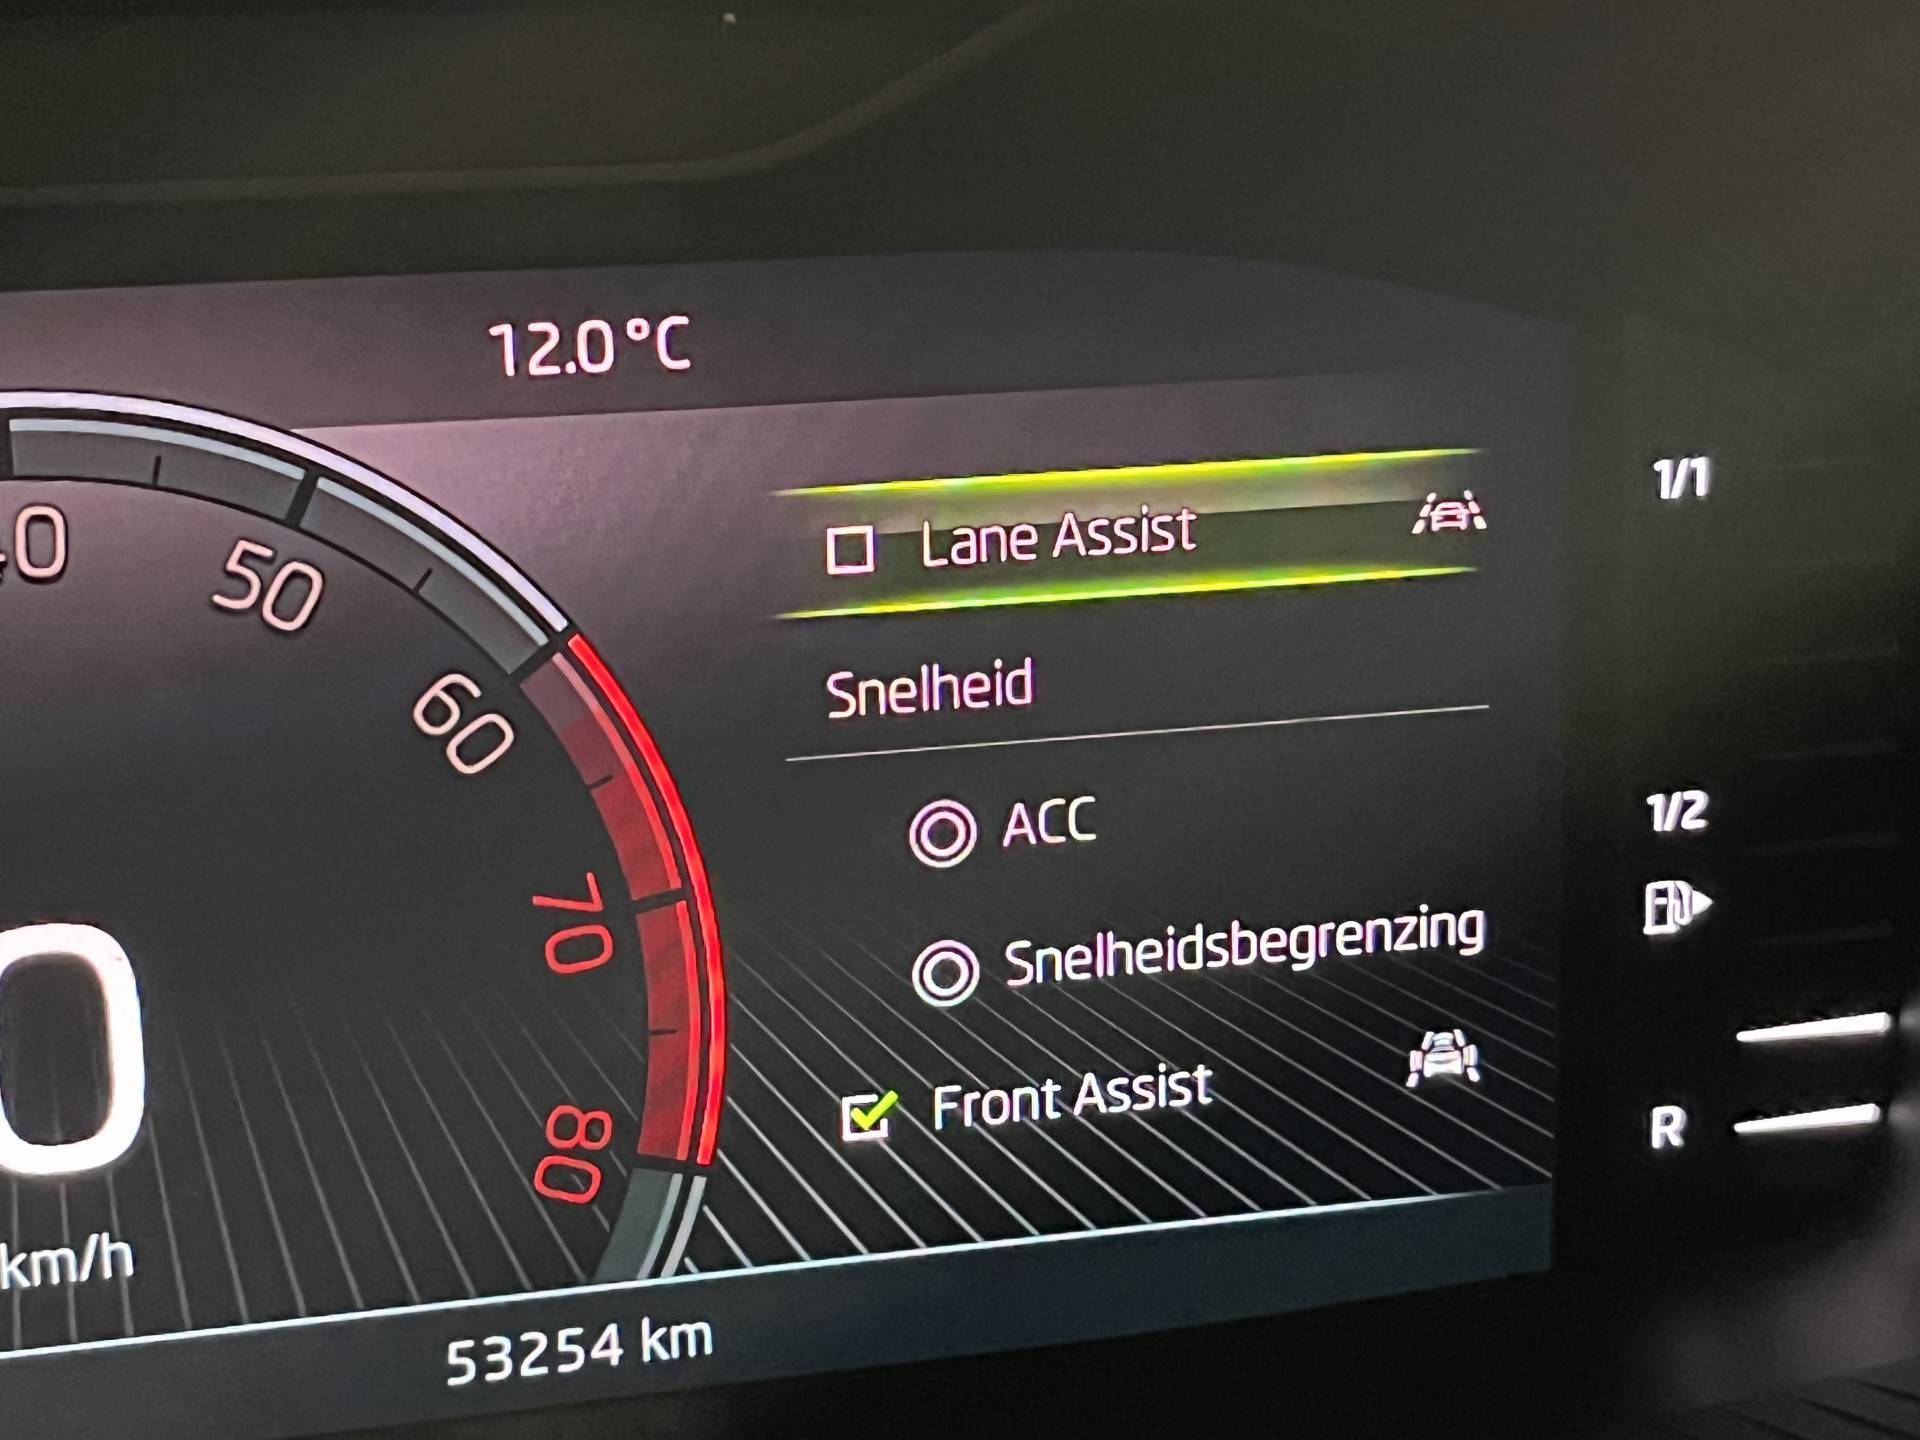 12.0°C
50
60
70
80
0
km/h
53254 km
Lane Assist
Snelheid
ACC
Snelheidsbegrenzing
Front Assist
1/1
1/2
R